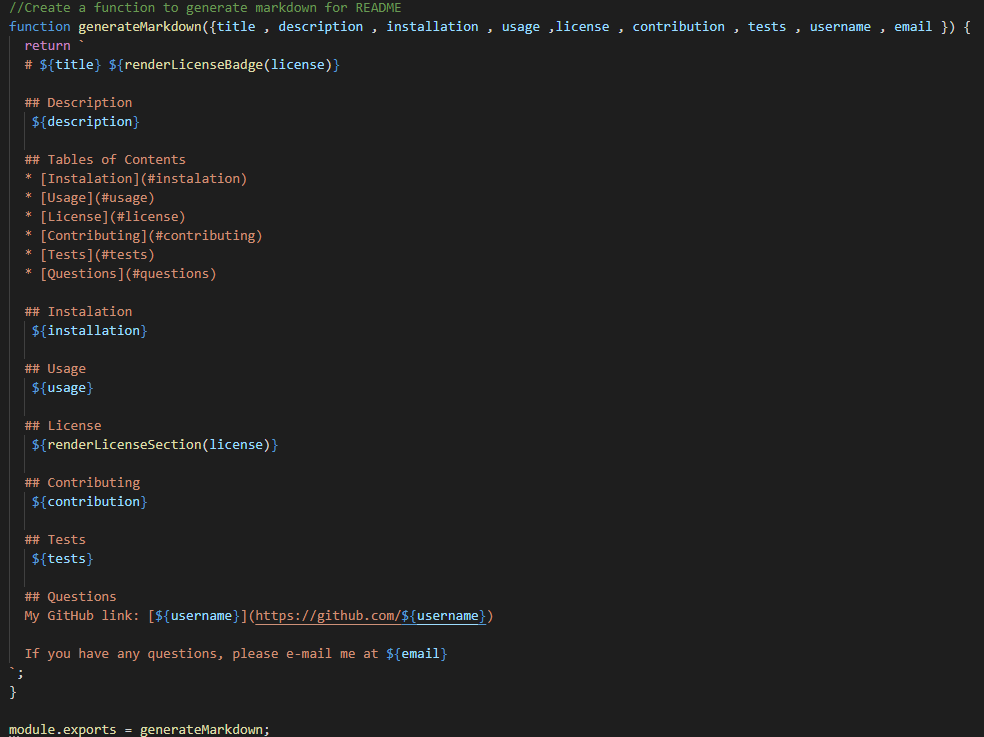 //Create a function to generate markdown for README
function generateMarkdown({title , description , installation , usage ,license , contribution , tests , username , email }) {
return `
# ${title} ${renderLicenseBadge(license)}
## Description
${description}
## Tables of Contents
* [Instalation](#instalation)
* [Usage](#usage)
* [License](#license)
* [Contributing](#contributing)
* [Tests](#tests)
* [Questions](#questions)
## Instalation
${installation}
## Usage
${usage}
## License
${renderLicenseSection(license)}
## Contributing
${contribution}
## Tests
${tests}
## Questions
My GitHub link: [${username}](https://github.com/${username})
If you have any questions, please e-mail me at ${email}
`;
}
module.exports = generateMarkdown;